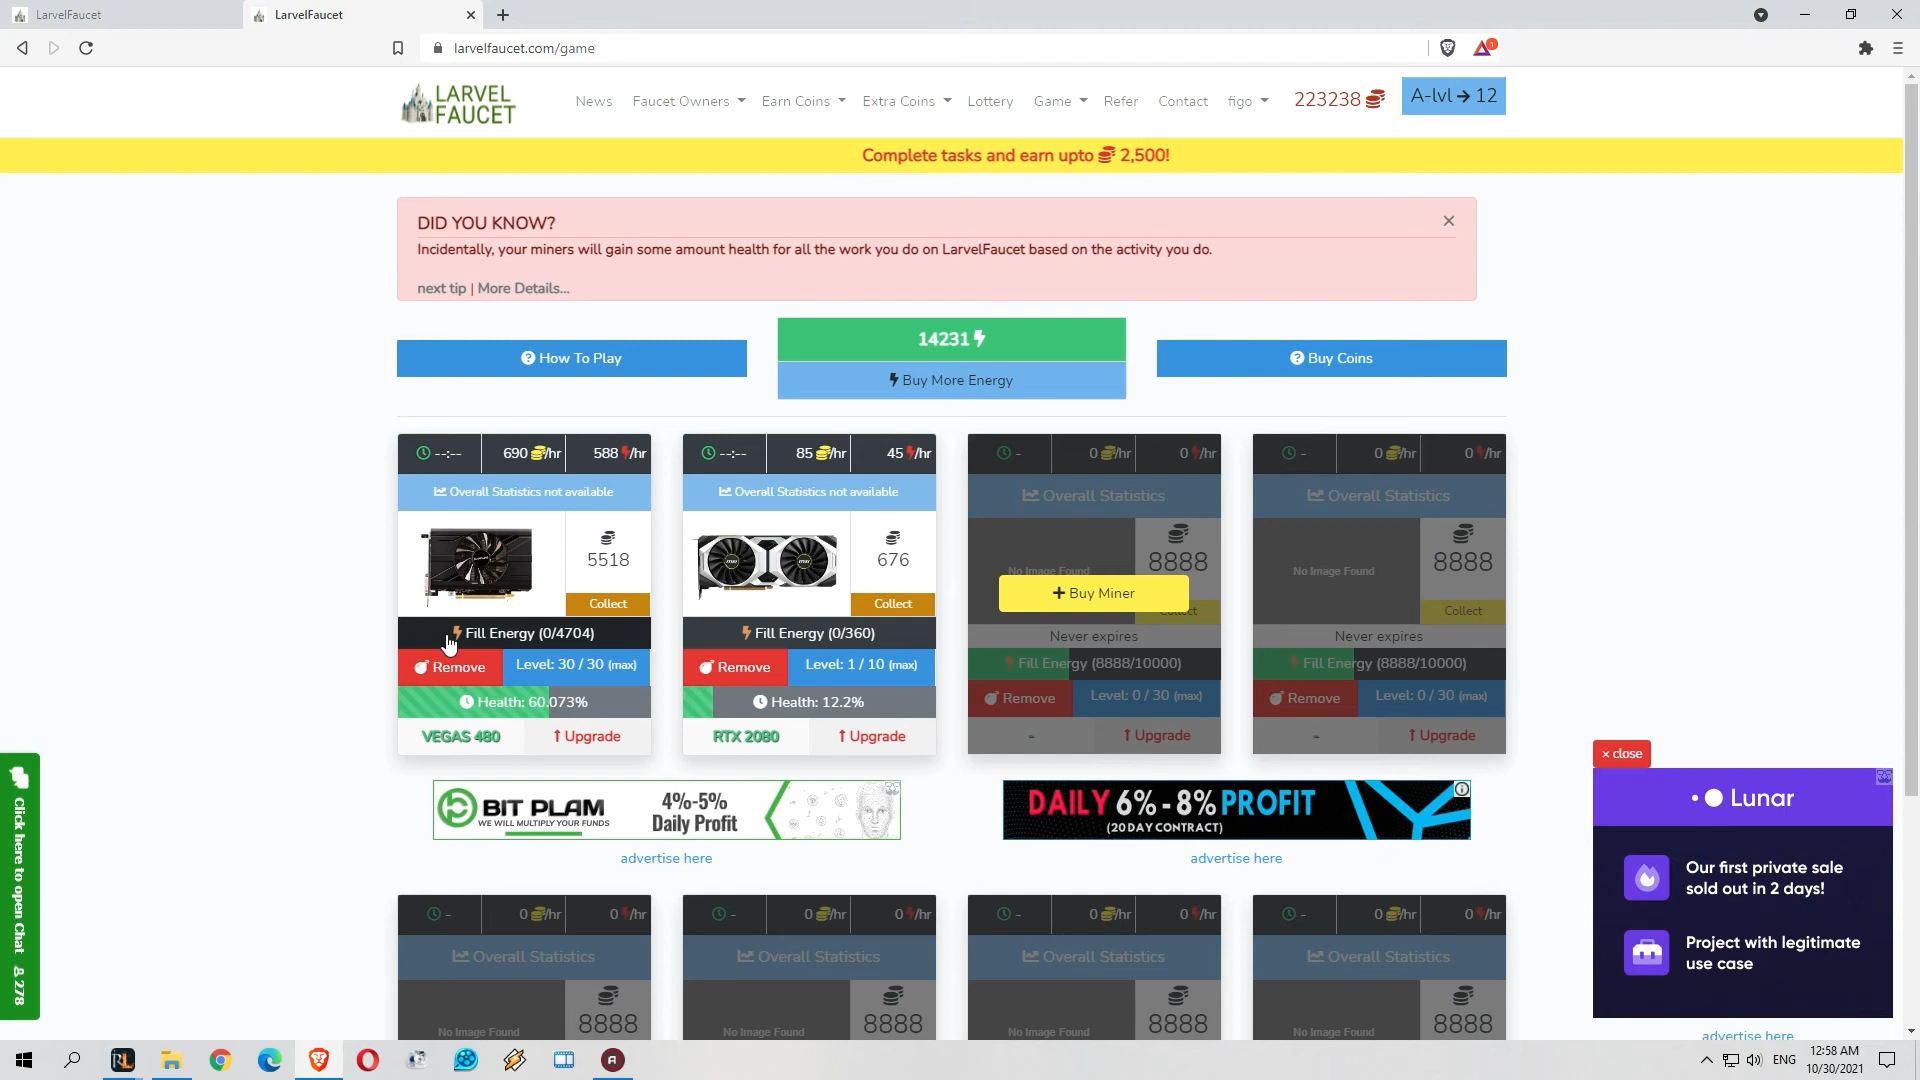 LarvelFaucet
LarvelFaucet
larvelfaucet.com/game
1
LARVEL
FAUCET
News
Faucet Owners
Earn Coins
Extra Coins
Lottery
Game
Refer
Contact
figo
223238
A-lvl → 12
Complete tasks and earn upto 2,500!
DID YOU KNOW?
Incidentally, your miners will gain some amount health for all the work you do on LarvelFaucet based on the activity you do.
next tip | More Details...
How To Play
14231
Buy More Energy
Buy Coins
--:-- 690 /hr 588 /hr
Overall Statistics not available
5518
Collect
Fill Energy (0/4704)
Remove
Level: 30 / 30 (max)
Health: 60.073%
VEGAS 480
Upgrade
--:-- 85 /hr 45 /hr
Overall Statistics not available
676
Collect
Fill Energy (0/360)
Remove
Level: 1 / 10 (max)
Health: 12.2%
RTX 2080
Upgrade
- 0 /hr 0 /hr
Overall Statistics
No Image Found
8888
Buy Miner
Collect
Never expires
Fill Energy (8888/10000)
Remove
Level: 0 / 30 (max)
-
Upgrade
- 0 /hr 0 /hr
Overall Statistics
No Image Found
8888
Collect
Never expires
Fill Energy (8888/10000)
Remove
Level: 0 / 30 (max)
-
Upgrade
BIT PLAM
WE WILL MULTIPLY YOUR FUNDS
4%-5%
Daily Profit
advertise here
DAILY 6% - 8% PROFIT
(20 DAY CONTRACT)
advertise here
- 0 /hr 0 /hr
Overall Statistics
No Image Found
8888
- 0 /hr 0 /hr
Overall Statistics
No Image Found
8888
- 0 /hr 0 /hr
Overall Statistics
No Image Found
8888
- 0 /hr 0 /hr
Overall Statistics
No Image Found
8888
Click here to open Chat 278
× close
Lunar
Our first private sale
sold out in 2 days!
Project with legitimate
use case
advertise here
RL
A
ENG
12:58 AM
10/30/2021